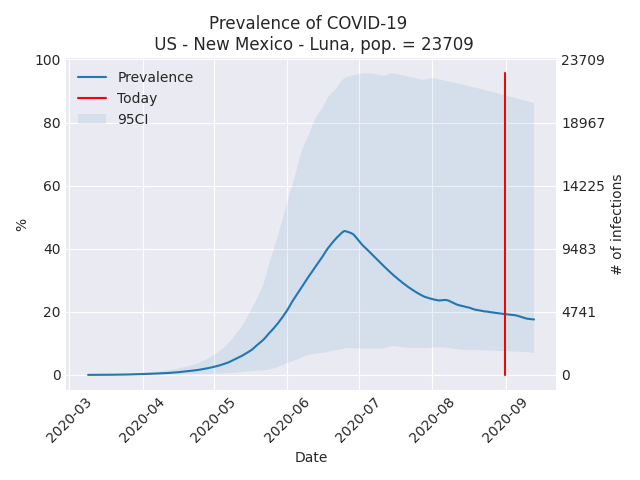 Prevalence of COVID-19
US - New Mexico - Luna, pop. = 23709
100
80
60
40
20
0
%
23709
18967
14225
9483
4741
0
# of infections
Prevalence
Today
95CI
2020-03
2020-04
2020-05
2020-06
2020-07
2020-08
2020-09
Date